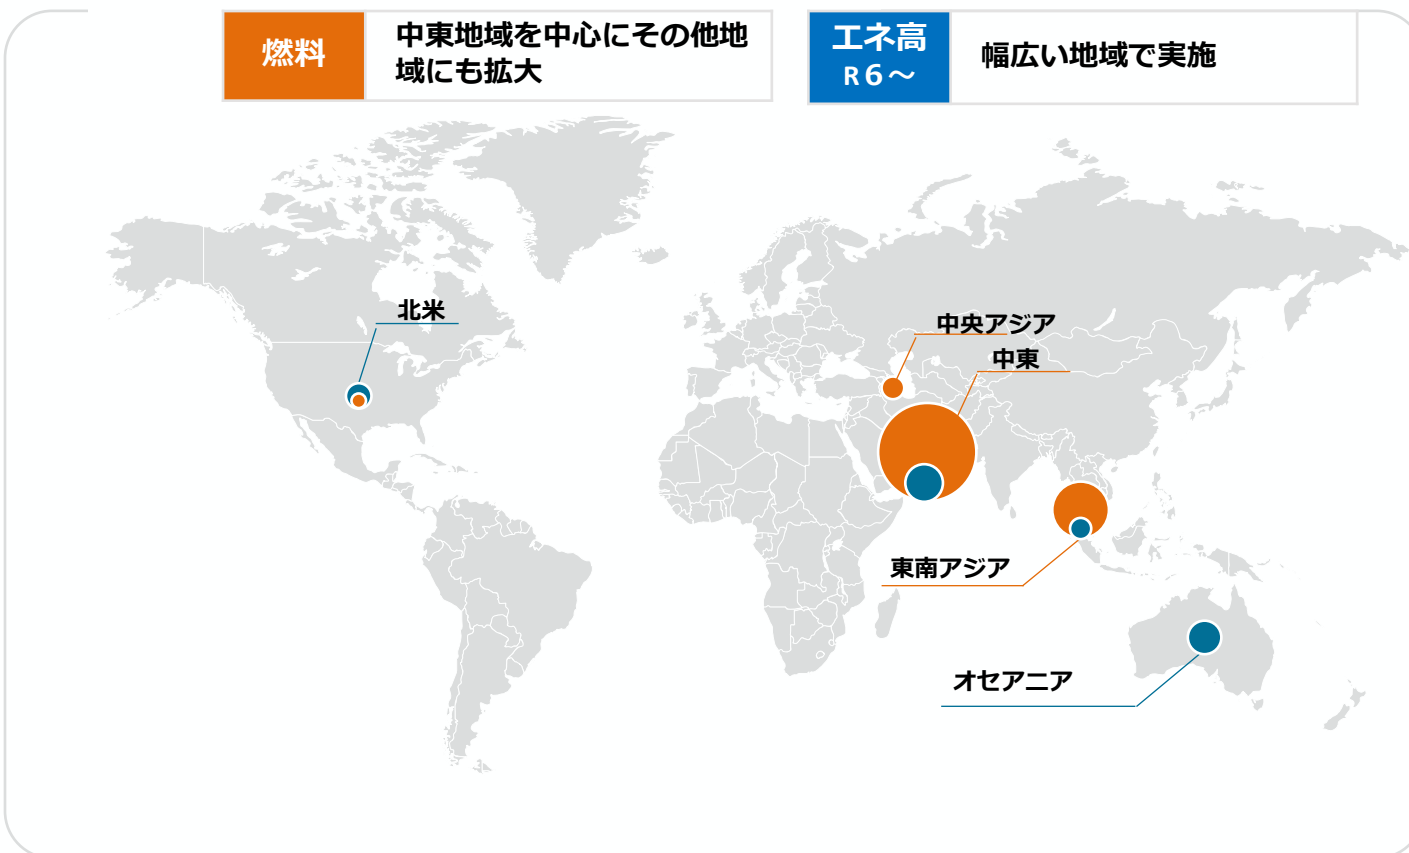 燃料
中東地域を中心にその他地
域にも拡大
エネ高
R6～
幅広い地域で実施
北米
中央アジア
中東
東南アジア
オセアニア